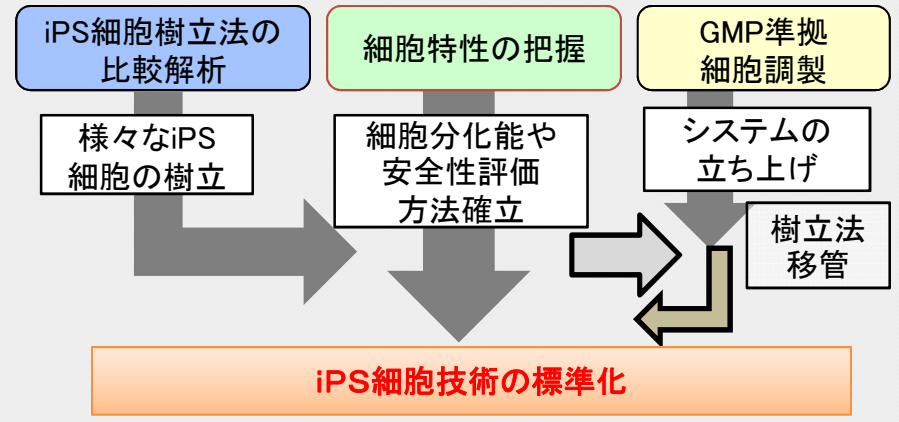 iPS細胞樹立法の
比較解析
細胞特性の把握
GMP準拠
細胞調製
様々なiPS
細胞の樹立
細胞分化能や
安全性評価
方法確立
システムの
立ち上げ
樹立法
移管
iPS細胞技術の標準化